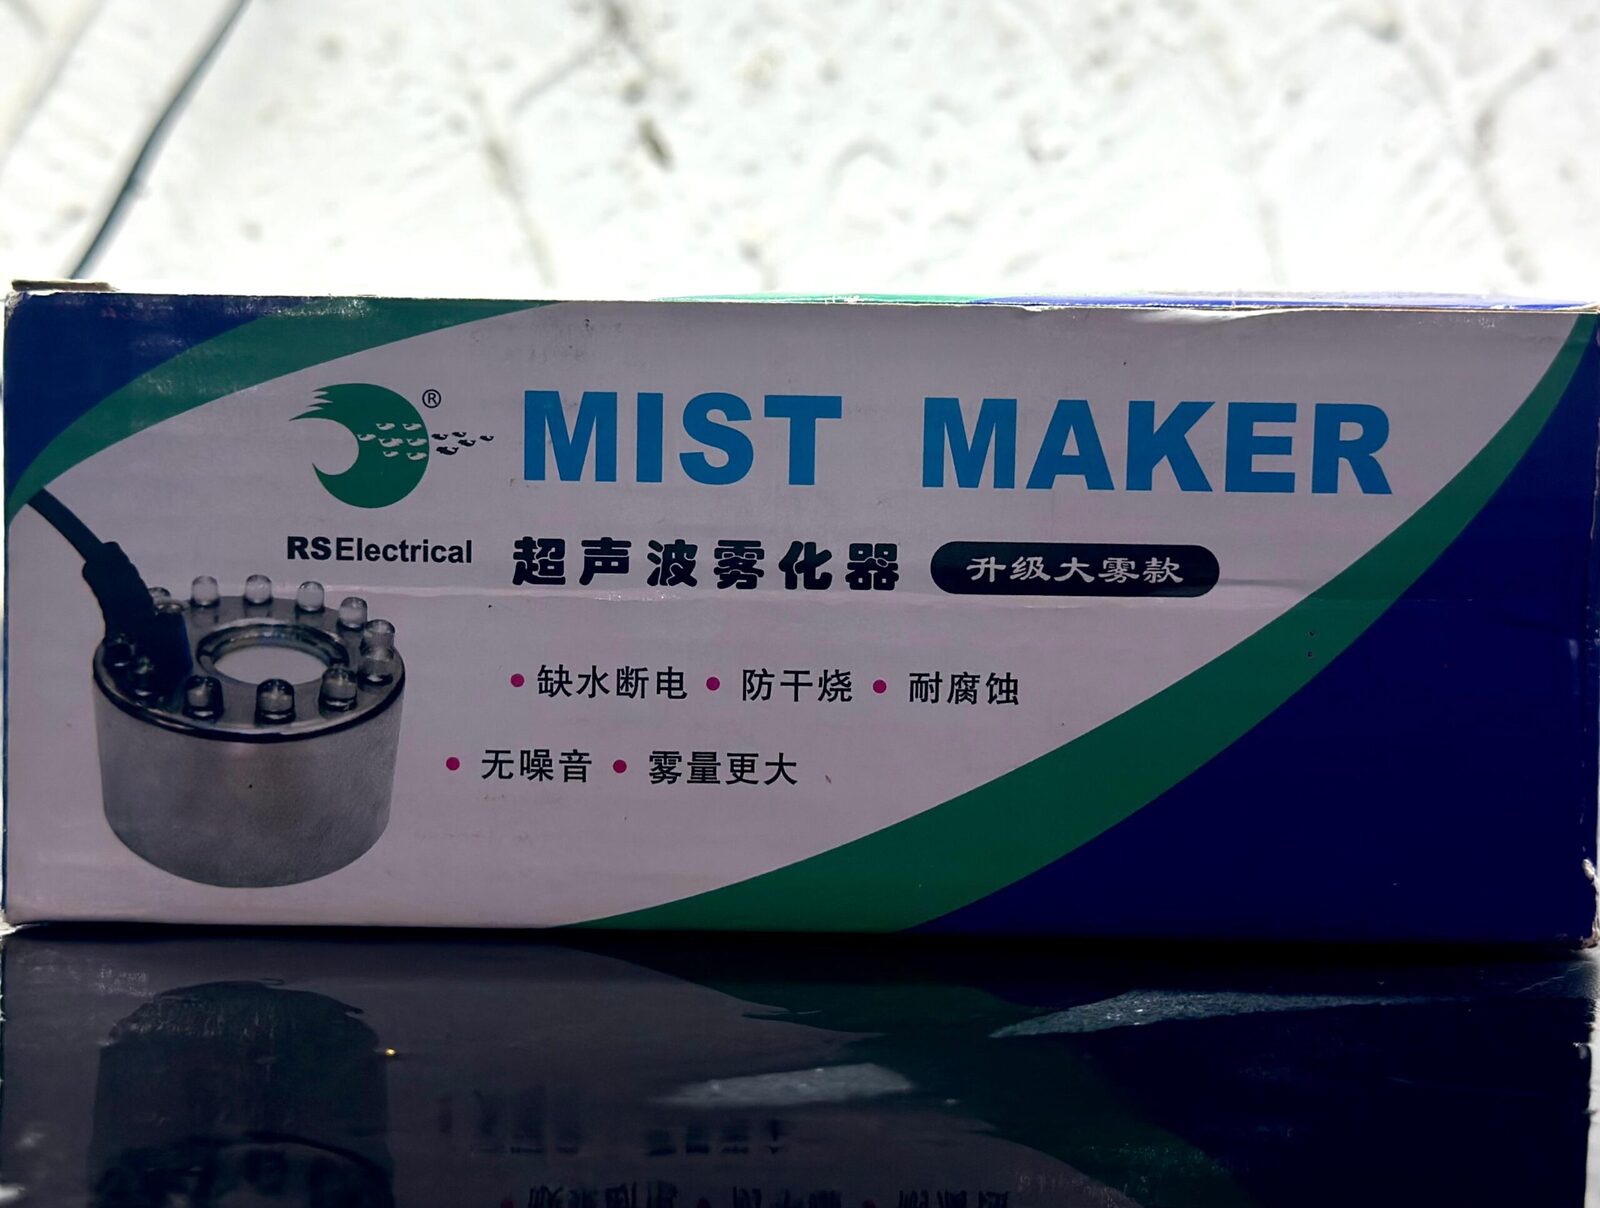 ®
MIST MAKER
RSElectrical
超声波雾化器 升级大雾款
• 缺水断电 • 防干烧 • 耐腐蚀
• 无噪音 • 雾量更大